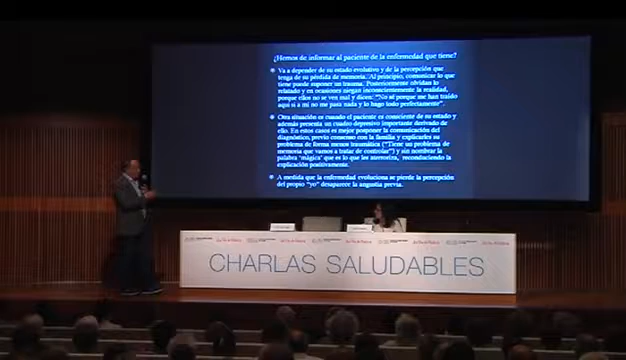 ¿Hemos de informar al paciente de la enfermedad que tiene?
Va a depender de su estado evolutivo y de la percepción que
tenga de su pérdida de memoria. Al principio, comunicar lo que
tiene puede suponer un trauma. Posteriormente olvidan lo
relatado y en ocasiones niegan inconscientemente la realidad,
porque ellos no se ven mal y dicen: "No sé porque me han traído
aquí si a mí no me pasa nada y lo hago todo perfectamente".
Otra situación es cuando el paciente es consciente de su estado y
además presenta un cuadro depresivo importante derivado de
ello. En estos casos es mejor posponer la comunicación del
diagnóstico, previo consenso con la familia y explicarles su
problema de forma menos traumática ("Tiene un problema de
memoria que vamos a tratar de controlar") y sin nombrar la
palabra "mágica" que es lo que les aterroriza, reconduciendo la
explicación positivamente.
A medida que la enfermedad evoluciona se pierde la percepción
del propio "yo" desaparece la angustia previa.
CHARLAS SALUDABLES